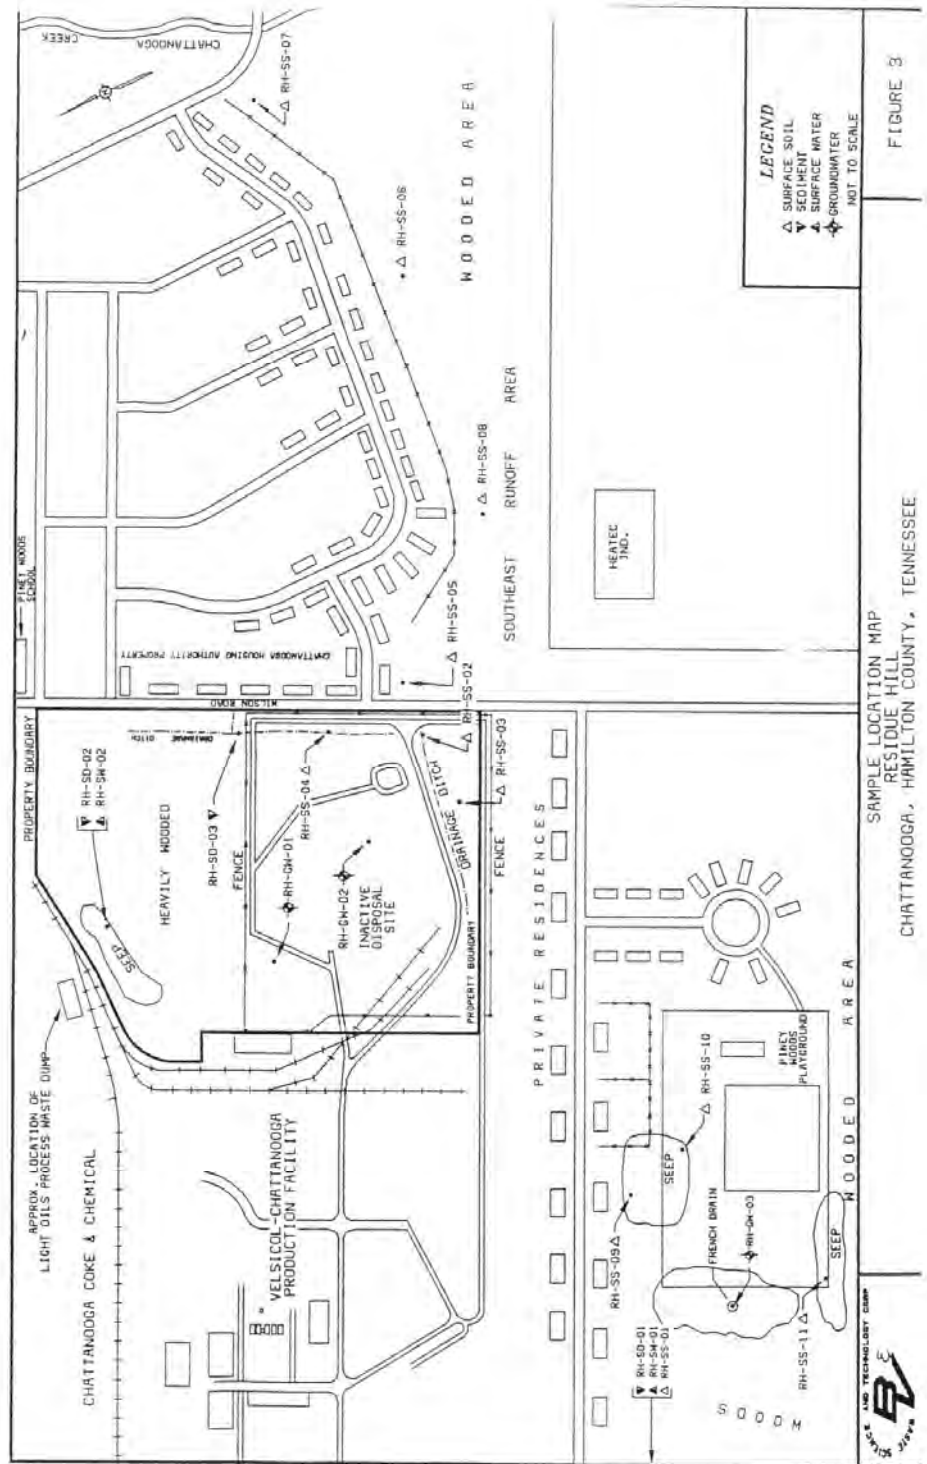 APPROX. LOCATION OF
LIGHT OILS PROCESS WASTE DUMP
CHATTANOOGA COKE & CHEMICAL
PROPERTY BOUNDARY
PINEY WOODS
SCHOOL
CHATTANOOGA
CREEK
▼ RH-SD-02
▲ RH-SW-02
SEEP
HEAVILY WOODED
DRAINAGE DITCH
WILSON ROAD
CHATTANOOGA HOUSING AUTHORITY PROPERTY
RH-SD-03 ▼
FENCE
RH-GW-01
RH-SS-04 △
RH-GW-02
INACTIVE
DISPOSAL
SITE
VELSICOL-CHATTANOOGA
PRODUCTION FACILITY
DRAINAGE DITCH
PROPERTY BOUNDARY
FENCE
△ RH-SS-02
△ RH-SS-03
△ RH-SS-05
△ RH-SS-08
△ RH-SS-06
△ RH-SS-07
WOODED AREA
SOUTHEAST RUNOFF AREA
PRIVATE RESIDENCES
HEATEC
IND.
RH-SS-09 △
SEEP
△ RH-SS-10
▼ RH-SD-01
▲ RH-SW-01
△ RH-SS-01
FRENCH DRAIN
RH-GW-03
PINEY
WOODS
PLAYGROUND
RH-SS-11 △
SEEP
WOODS
WOODED AREA
LEGEND
△ SURFACE SOIL
▼ SEDIMENT
▲ SURFACE WATER
GROUNDWATER
NOT TO SCALE
BASIC SCIENCE AND TECHNOLOGY CORP
BVE
SAMPLE LOCATION MAP
RESIDUE HILL
CHATTANOOGA, HAMILTON COUNTY, TENNESSEE
FIGURE 3